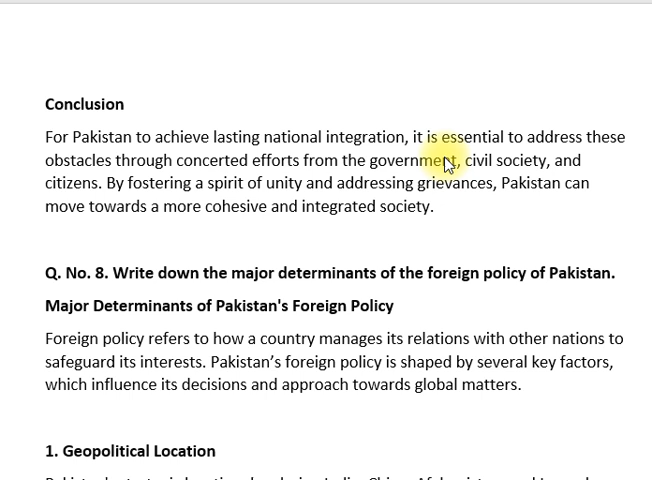 Conclusion
For Pakistan to achieve lasting national integration, it is essential to address these
obstacles through concerted efforts from the government, civil society, and
citizens. By fostering a spirit of unity and addressing grievances, Pakistan can
move towards a more cohesive and integrated society.
Q. No. 8. Write down the major determinants of the foreign policy of Pakistan.
Major Determinants of Pakistan's Foreign Policy
Foreign policy refers to how a country manages its relations with other nations to
safeguard its interests. Pakistan’s foreign policy is shaped by several key factors,
which influence its decisions and approach towards global matters.
1. Geopolitical Location